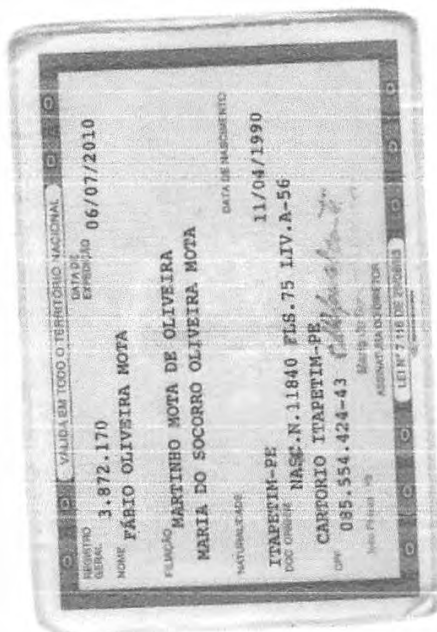 VÁLIDA EM TODO O TERRITÓRIO NACIONAL
REGISTRO GERAL 3.872.170 DATA DE EXPEDIÇÃO 06/07/2010
NOME FÁBIO OLIVEIRA MOTA
FILIAÇÃO MARTINHO MOTA DE OLIVEIRA
MARIA DO SOCORRO OLIVEIRA MOTA
NATURALIDADE DATA DE NASCIMENTO
ITAPETIM-PE 11/04/1990
DOC ORIGEM NASC.N.11840 FLS.75 LIV.A-56
CARTORIO ITAPETIM-PE
CPF 085.554.424-43
ASSINATURA DO DIRETOR
LEI Nº 7.116 DE 29/08/83